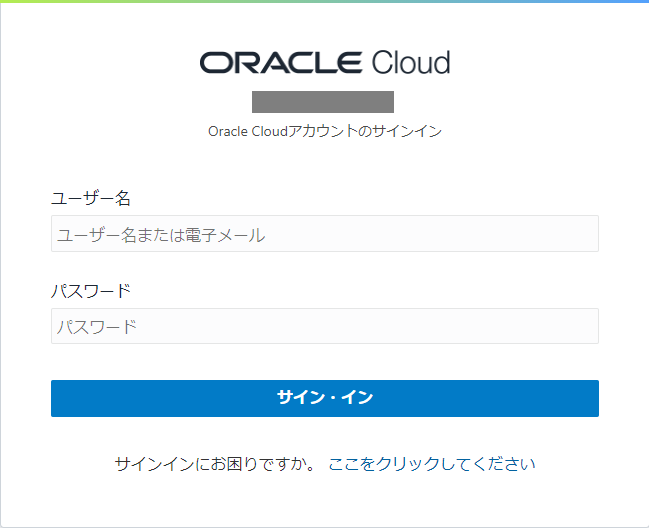 ORACLE Cloud
Oracle Cloudアカウントのサインイン
ユーザー名
ユーザー名または電子メール
パスワード
パスワード
サイン・イン
サインインにお困りですか。 ここをクリックしてください